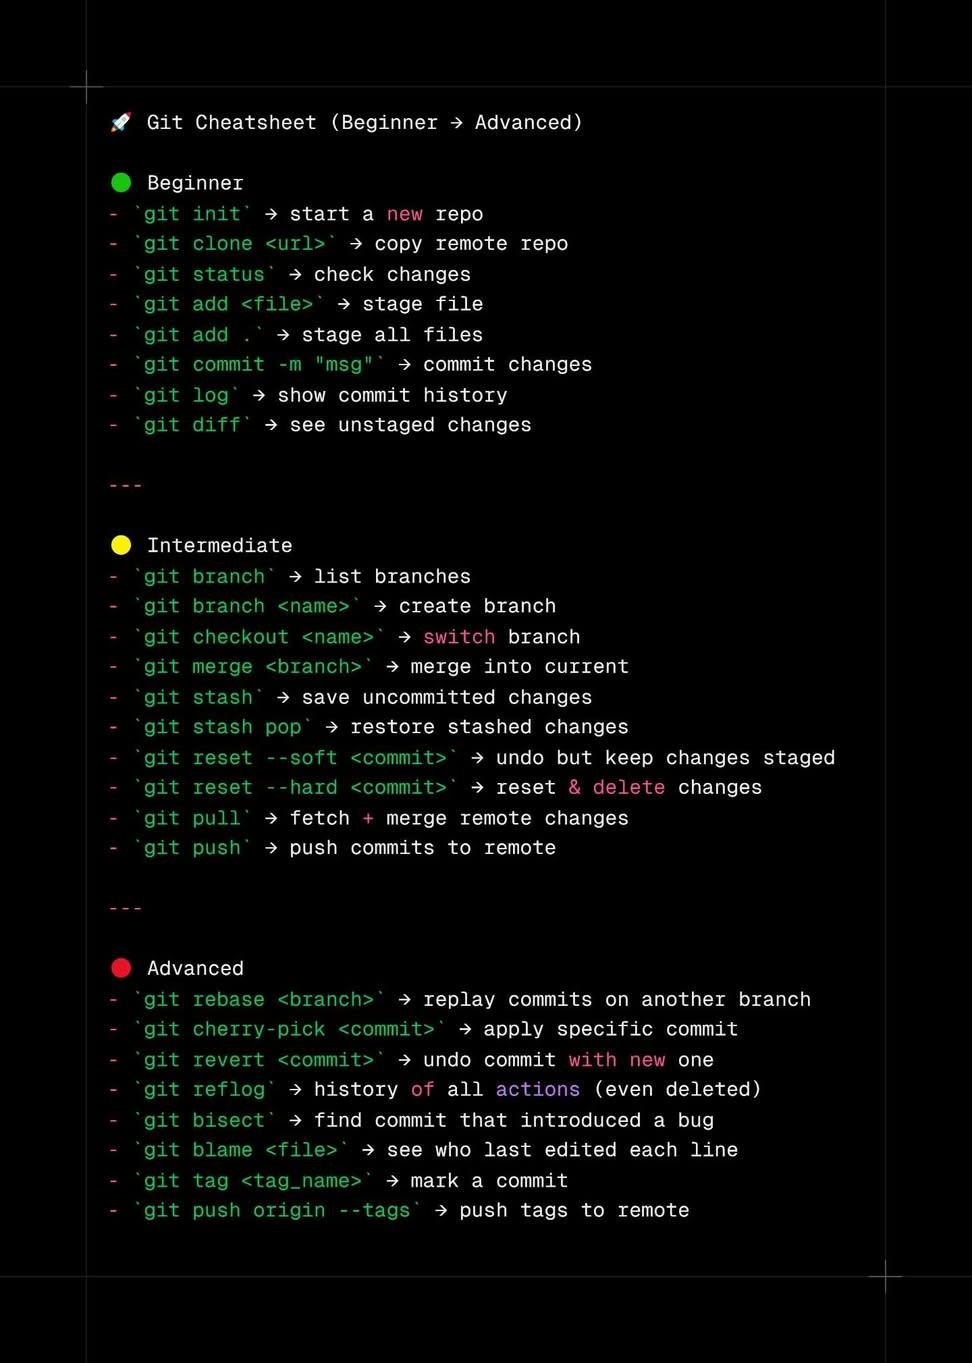 🚀 Git Cheatsheet (Beginner → Advanced)
🟢 Beginner
- `git init` → start a new repo
- `git clone <url>` → copy remote repo
- `git status` → check changes
- `git add <file>` → stage file
- `git add .` → stage all files
- `git commit -m "msg"` → commit changes
- `git log` → show commit history
- `git diff` → see unstaged changes
---
🟡 Intermediate
- `git branch` → list branches
- `git branch <name>` → create branch
- `git checkout <name>` → switch branch
- `git merge <branch>` → merge into current
- `git stash` → save uncommitted changes
- `git stash pop` → restore stashed changes
- `git reset --soft <commit>` → undo but keep changes staged
- `git reset --hard <commit>` → reset & delete changes
- `git pull` → fetch + merge remote changes
- `git push` → push commits to remote
---
🔴 Advanced
- `git rebase <branch>` → replay commits on another branch
- `git cherry-pick <commit>` → apply specific commit
- `git revert <commit>` → undo commit with new one
- `git reflog` → history of all actions (even deleted)
- `git bisect` → find commit that introduced a bug
- `git blame <file>` → see who last edited each line
- `git tag <tag_name>` → mark a commit
- `git push origin --tags` → push tags to remote